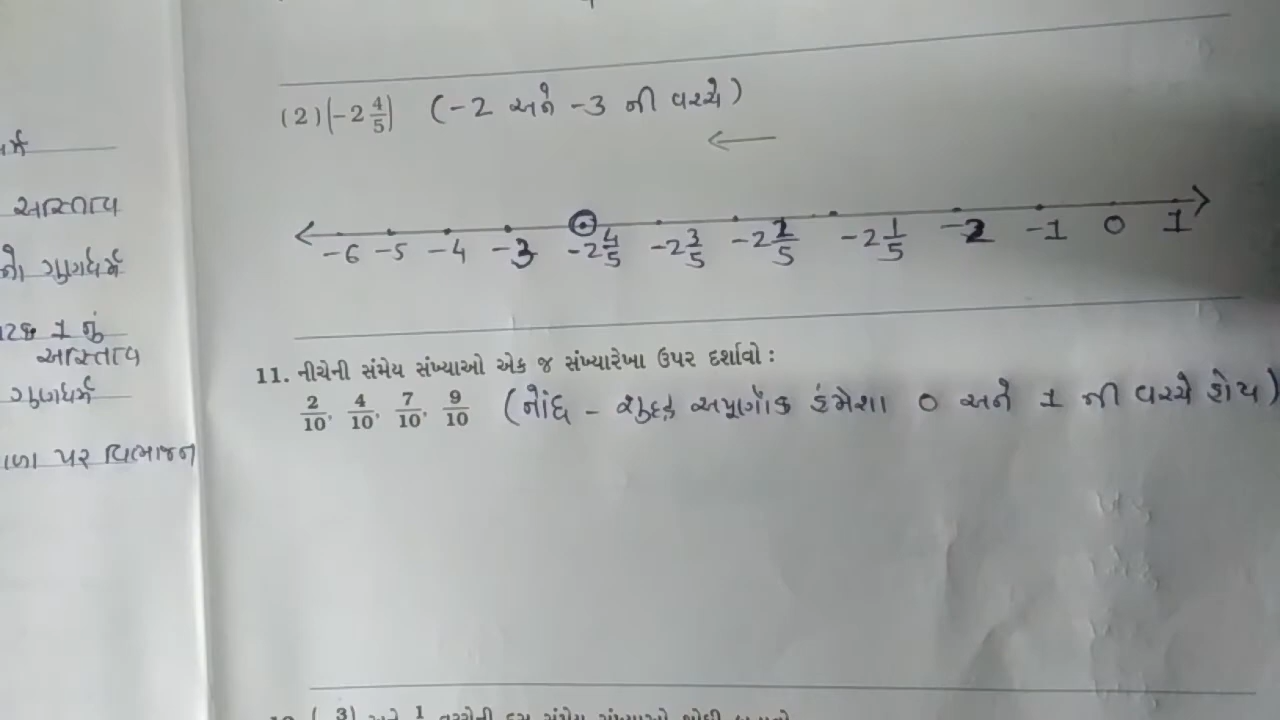 (2) (-2 4/5) (-2 અને -3 ની વચ્ચે)
-6 -5 -4 -3 -2 4/5 -2 3/5 -2 2/5 -2 1/5 -2 -1 0 1
અસ્તિત્વ
ગુણધર્મ
1 નું
અસ્તિત્વ
ગુણધર્મ
પર વિભાજન
11. નીચેની સંમેય સંખ્યાઓ એક જ સંખ્યારેખા ઉપર દર્શાવો :
2/10, 4/10, 7/10, 9/10 (નોંધ - શુદ્ધ અપૂર્ણાંક હંમેશા 0 અને 1 ની વચ્ચે હોય)